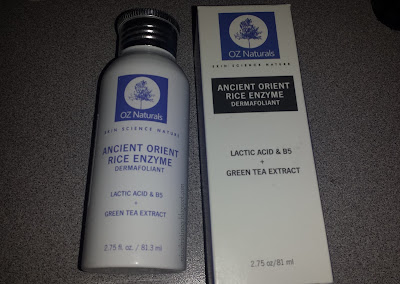 OZ Naturals
SKIN SCIENCE NATURE
ANCIENT ORIENT
RICE ENZYME
DERMAFOLIANT
LACTIC ACID & B5
+
GREEN TEA EXTRACT
2.75 fl. oz. / 81.3 ml
OZ Naturals
SKIN SCIENCE NATURE
ANCIENT ORIENT
RICE ENZYME
DERMAFOLIANT
LACTIC ACID & B5
+
GREEN TEA EXTRACT
2.75 oz/81 ml